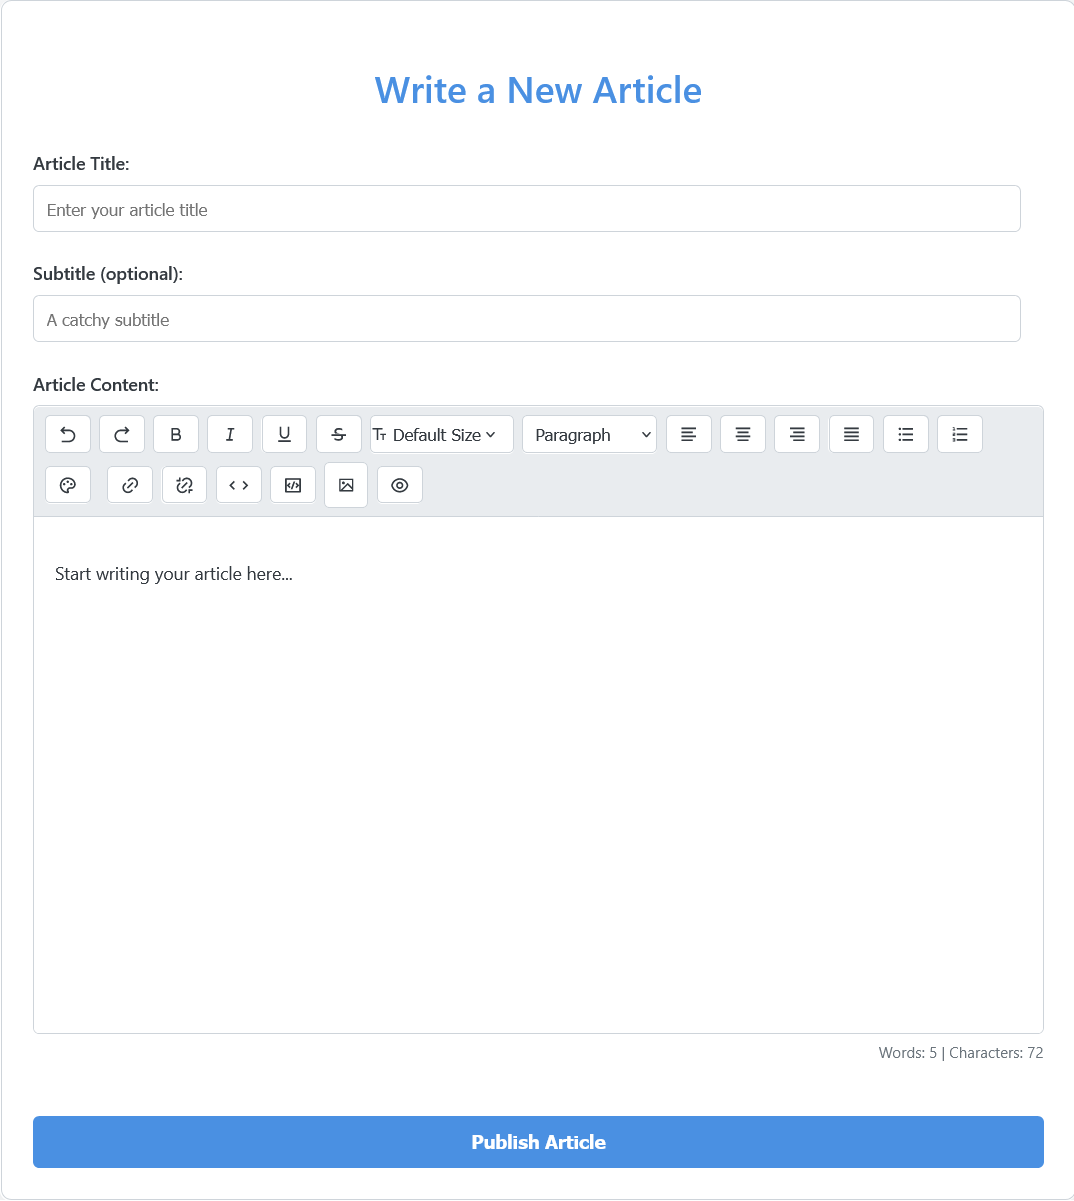 Write a New Article
Article Title:
Enter your article title
Subtitle (optional):
A catchy subtitle
Article Content:
B I U S Tт Default Size Paragraph
Start writing your article here...
Words: 5 | Characters: 72
Publish Article